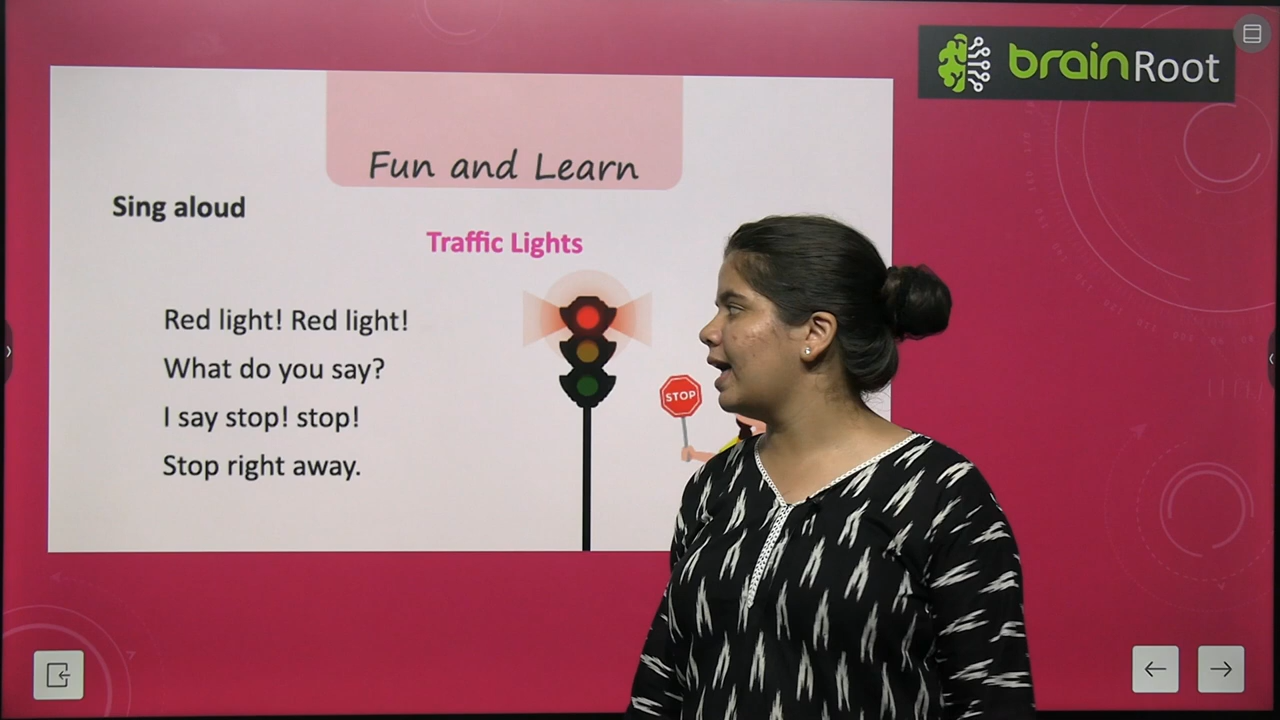 brainRoot
Fun and Learn
Sing aloud
Traffic Lights
Red light! Red light!
What do you say?
I say stop! stop!
Stop right away.
STOP